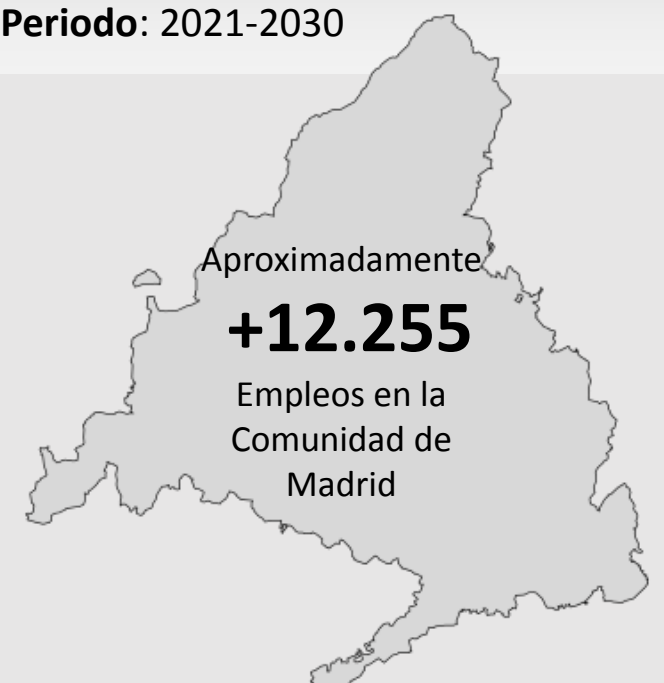 Periodo: 2021-2030
Aproximadamente
+12.255
Empleos en la
Comunidad de
Madrid